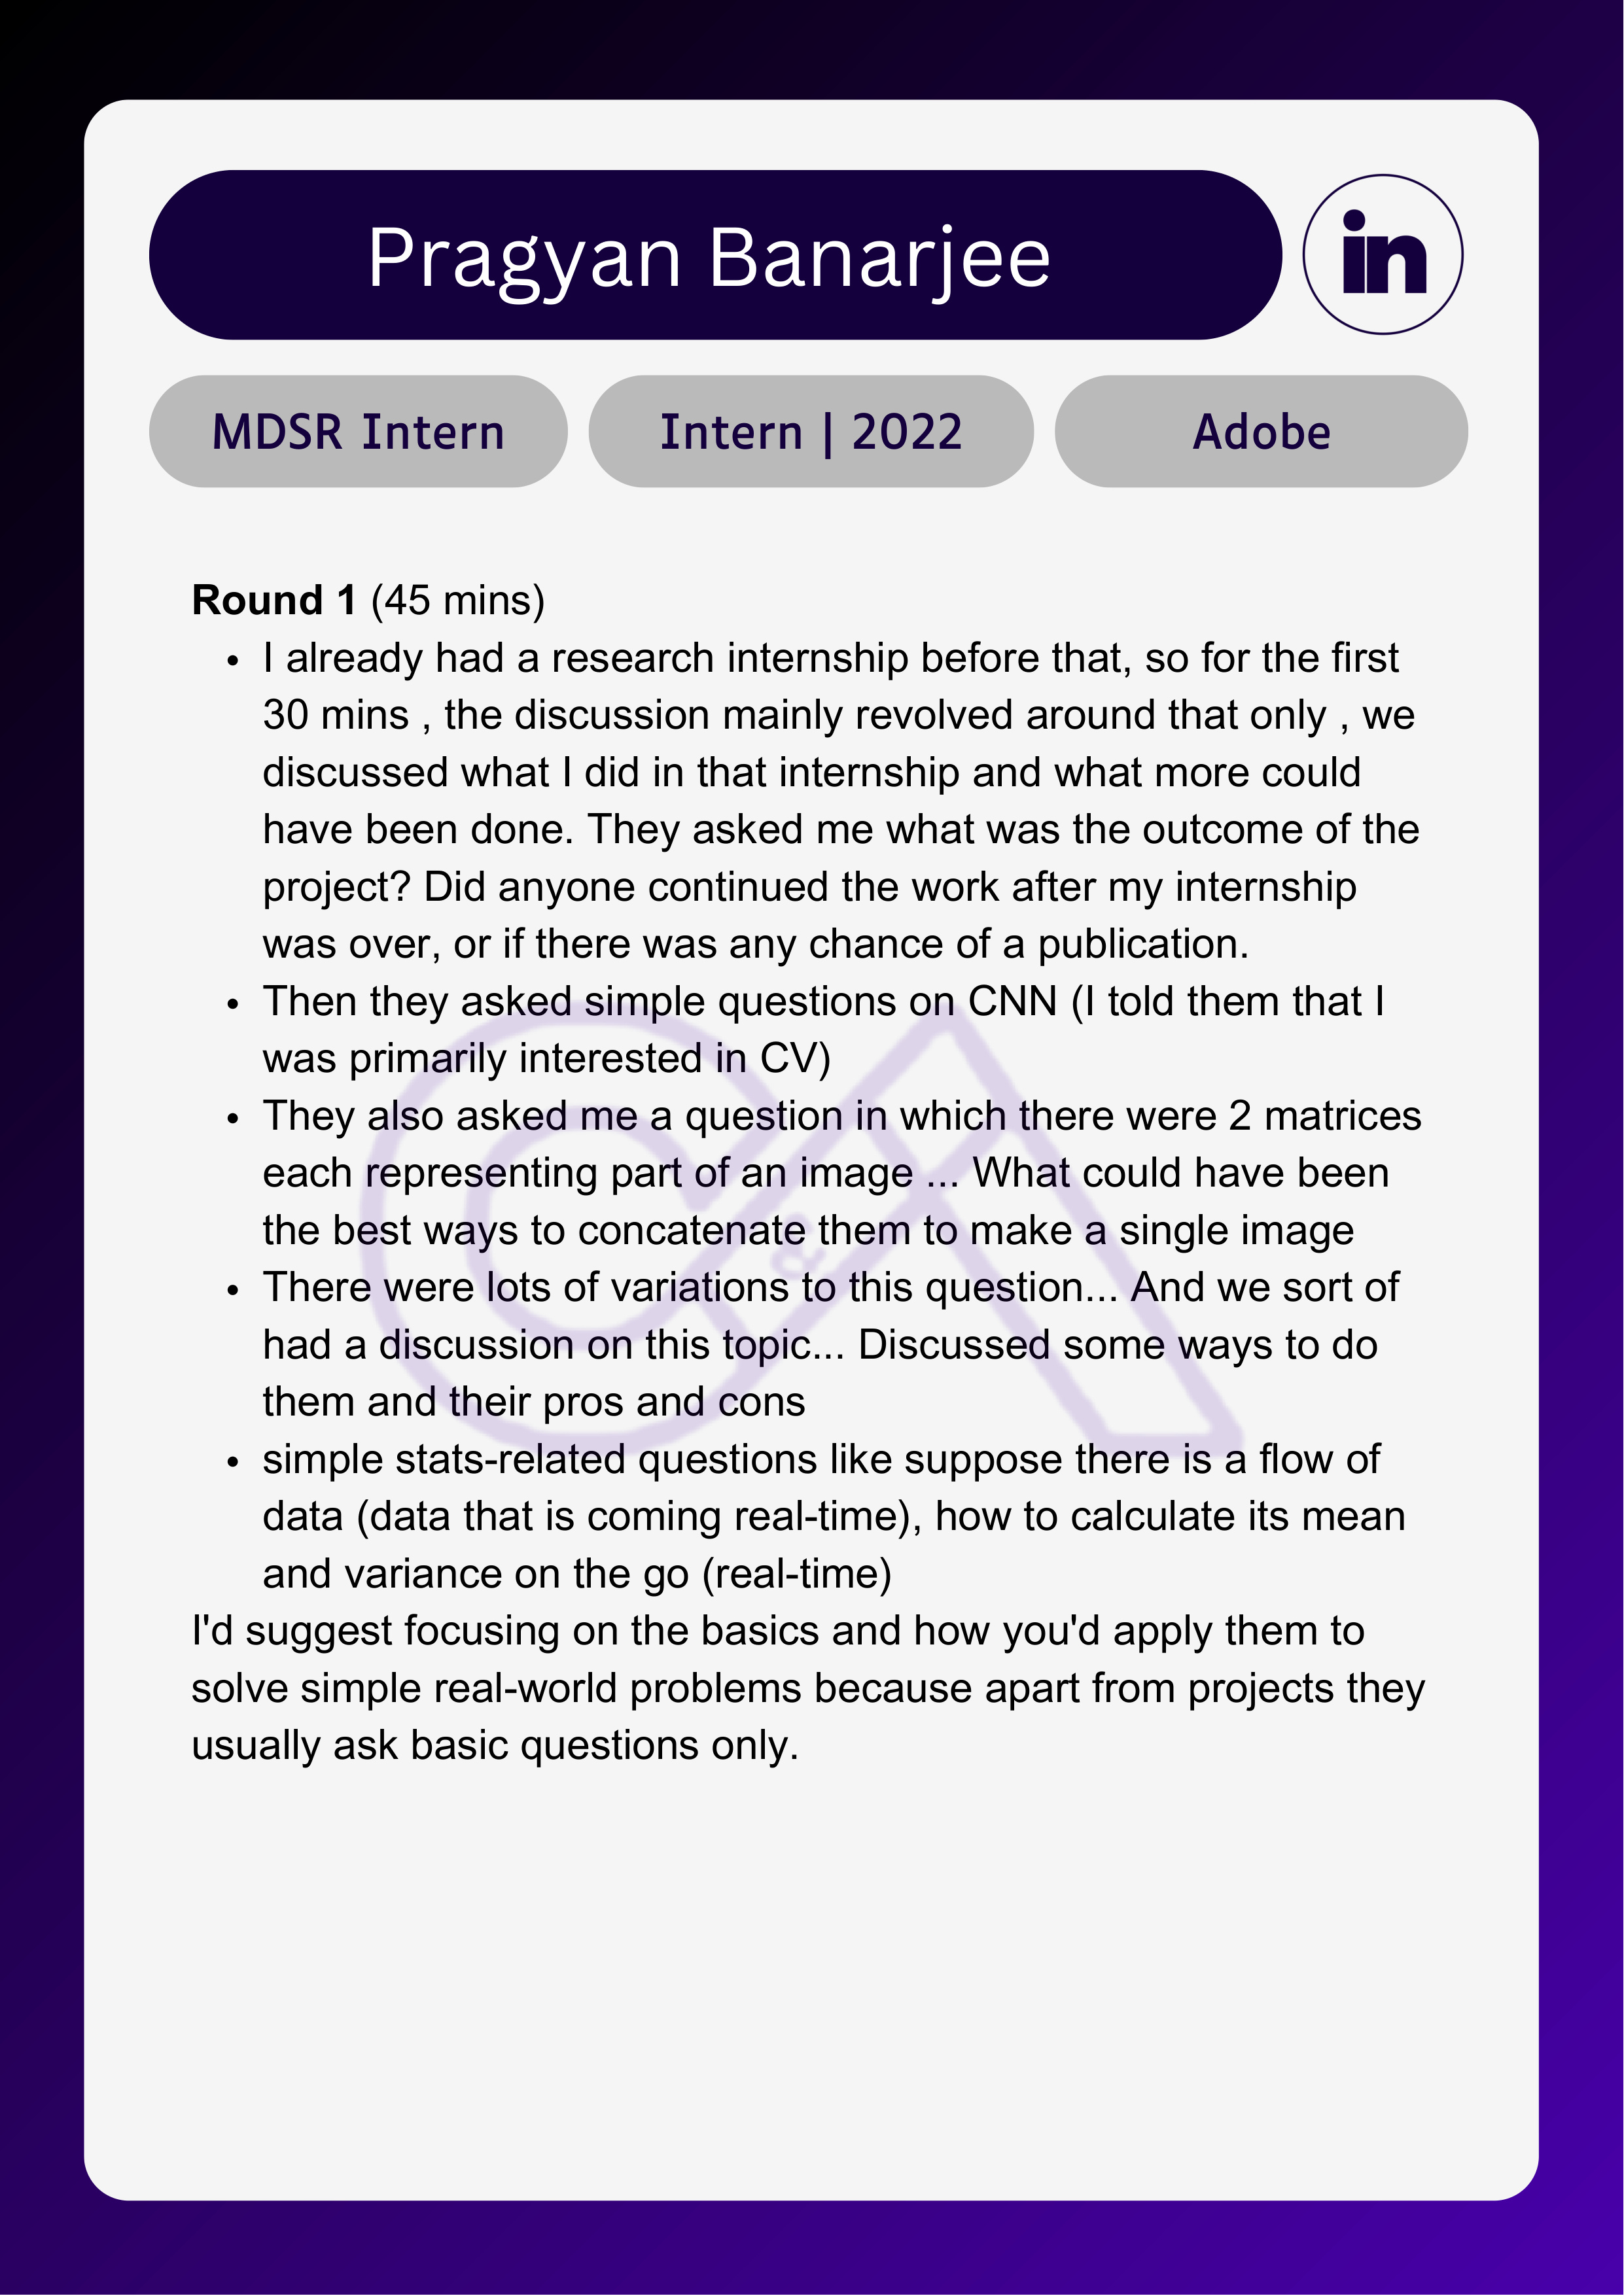 Pragyan Banarjee
in
MDSR Intern
Intern | 2022
Adobe
Round 1 (45 mins)
• I already had a research internship before that, so for the first
30 mins , the discussion mainly revolved around that only , we
discussed what I did in that internship and what more could
have been done. They asked me what was the outcome of the
project? Did anyone continued the work after my internship
was over, or if there was any chance of a publication.
• Then they asked simple questions on CNN (I told them that I
was primarily interested in CV)
• They also asked me a question in which there were 2 matrices
each representing part of an image ... What could have been
the best ways to concatenate them to make a single image
• There were lots of variations to this question... And we sort of
had a discussion on this topic... Discussed some ways to do
them and their pros and cons
• simple stats-related questions like suppose there is a flow of
data (data that is coming real-time), how to calculate its mean
and variance on the go (real-time)
I'd suggest focusing on the basics and how you'd apply them to
solve simple real-world problems because apart from projects they
usually ask basic questions only.
&